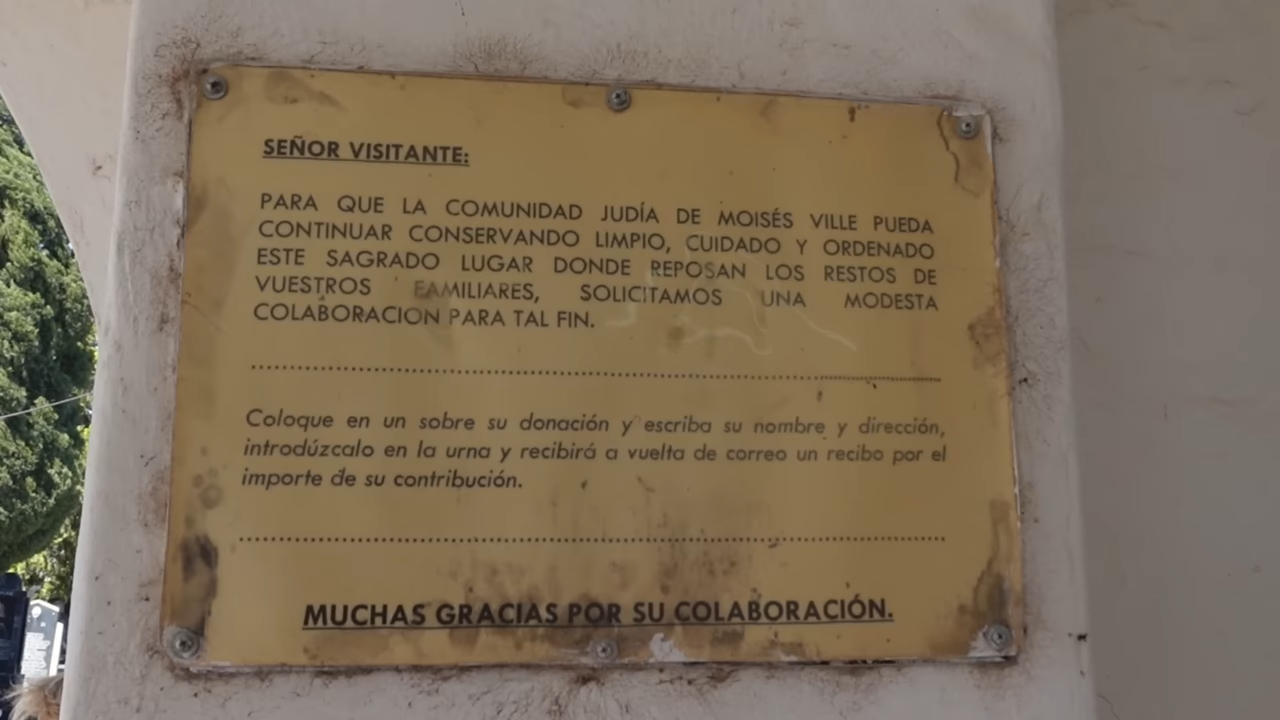 SEÑOR VISITANTE:
PARA QUE LA COMUNIDAD JUDÍA DE MOISÉS VILLE PUEDA
CONTINUAR CONSERVANDO LIMPIO, CUIDADO Y ORDENADO
ESTE SAGRADO LUGAR DONDE REPOSAN LOS RESTOS DE
VUESTROS FAMILIARES, SOLICITAMOS UNA MODESTA
COLABORACION PARA TAL FIN.
Coloque en un sobre su donación y escriba su nombre y dirección,
introdúzcalo en la urna y recibirá a vuelta de correo un recibo por el
importe de su contribución.
MUCHAS GRACIAS POR SU COLABORACIÓN.